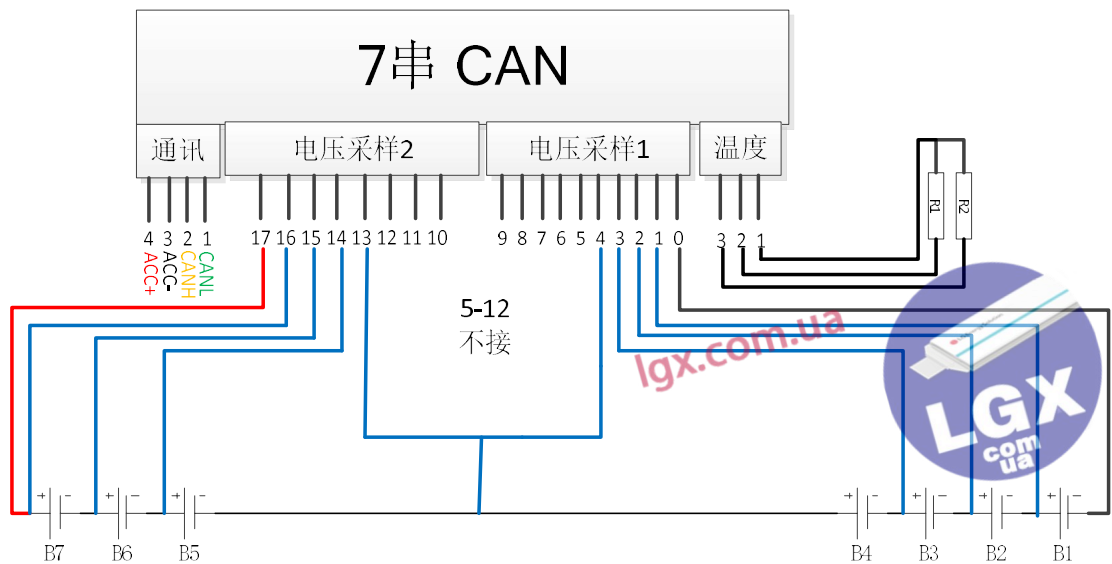 7串 CAN
通讯
电压采样2
电压采样1
温度
4 3 2 1
17 16 15 14 13 12 11 10
9 8 7 6 5 4 3 2 1 0
3 2 1
ACC+
ACC-
CANH
CANL
R1
R2
5-12
不接
lgx.com.ua
LGX
com
ua
+ - + - + - + - + - + - + -
B7 B6 B5 B4 B3 B2 B1